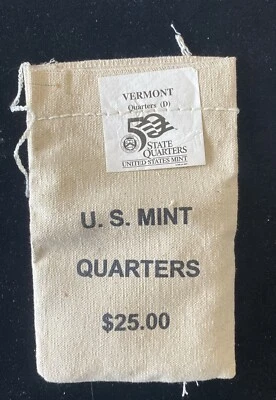 VERMONT
Quarters (D)
50
STATE
QUARTERS
UNITED STATES MINT
U. S. MINT
QUARTERS
$25.00